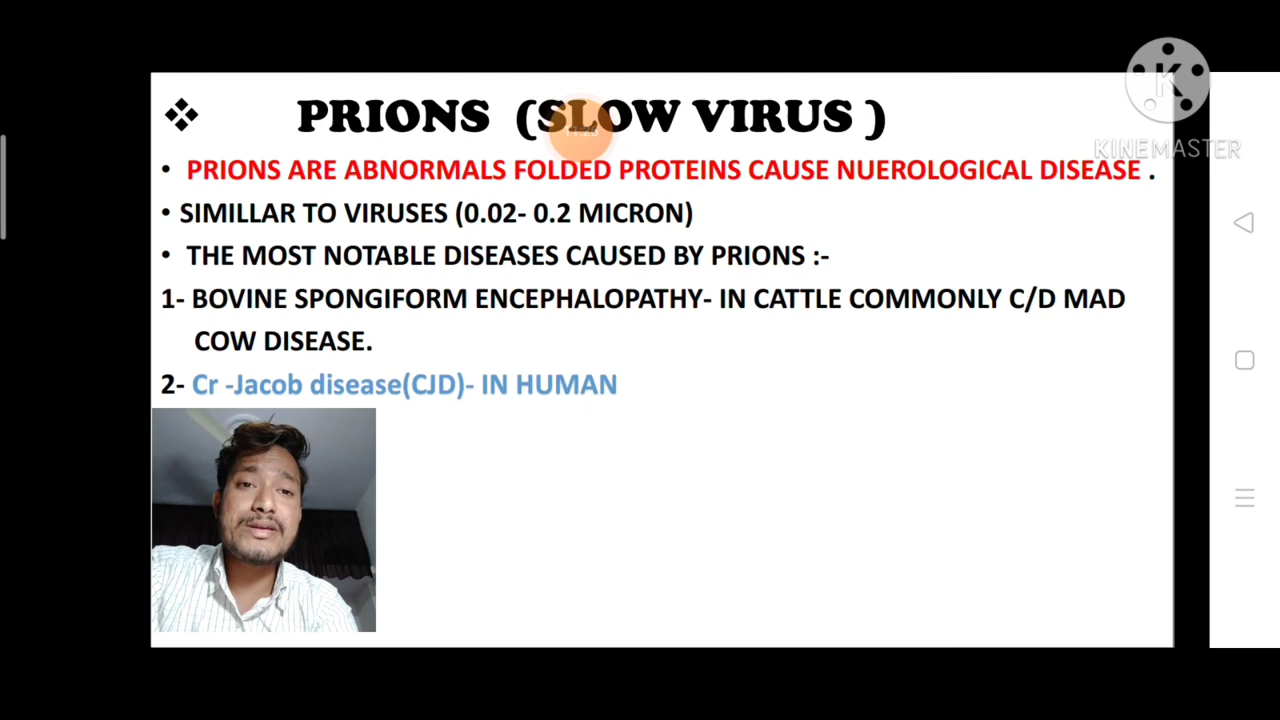 ❖ PRIONS (SLOW VIRUS )
11:23
K
KINEMASTER
• PRIONS ARE ABNORMALS FOLDED PROTEINS CAUSE NUEROLOGICAL DISEASE .
• SIMILLAR TO VIRUSES (0.02- 0.2 MICRON)
• THE MOST NOTABLE DISEASES CAUSED BY PRIONS :-
1- BOVINE SPONGIFORM ENCEPHALOPATHY- IN CATTLE COMMONLY C/D MAD
COW DISEASE.
2- Cr -Jacob disease(CJD)- IN HUMAN